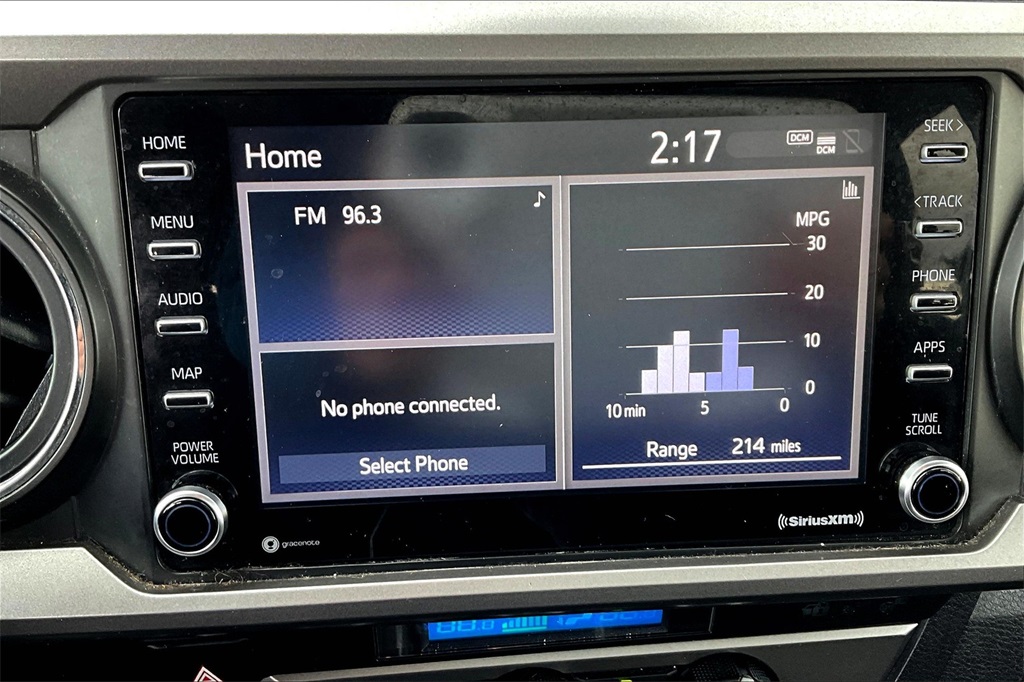 HOME
MENU
AUDIO
MAP
POWER
VOLUME
Home
2:17
DCM
DCM
FM 96.3
No phone connected.
Select Phone
MPG
30
20
10
0
10 min 5 0
Range 214 miles
SEEK>
<TRACK
PHONE
APPS
TUNE
SCROLL
gracenote
((SiriusXM))